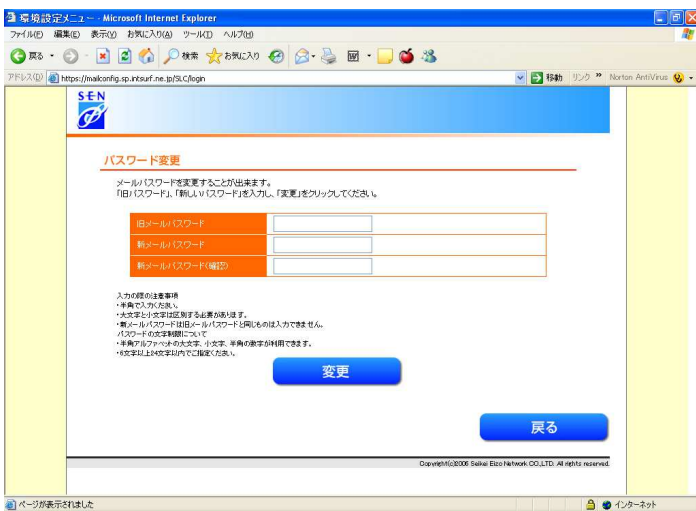 環境設定メニュー - Microsoft Internet Explorer
ファイル(F) 編集(E) 表示(V) お気に入り(A) ツール(T) ヘルプ(H)
戻る 検索 お気に入り
アドレス(D) https://mailconfig.sp.intsurf.ne.jp/SLC/login 移動 リンク » Norton AntiVirus
SEN
パスワード変更
メールパスワードを変更することが出来ます。
「旧パスワード」、「新しいパスワード」を入力し、「変更」をクリックしてください。
旧メールパスワード
新メールパスワード
新メールパスワード(確認)
入力の際の注意事項
・半角で入力ください。
・大文字と小文字は区別する必要があります。
・新メールパスワードは旧メールパスワードと同じものは入力できません。
パスワードの文字制限について
・半角アルファベットの大文字、小文字、半角の数字が利用できます。
・6文字以上24文字以内でご指定ください。
変更
戻る
Copyright(c)2006 Seikei Eizo Network CO.,LTD. All rights reserved.
ページが表示されました インターネット